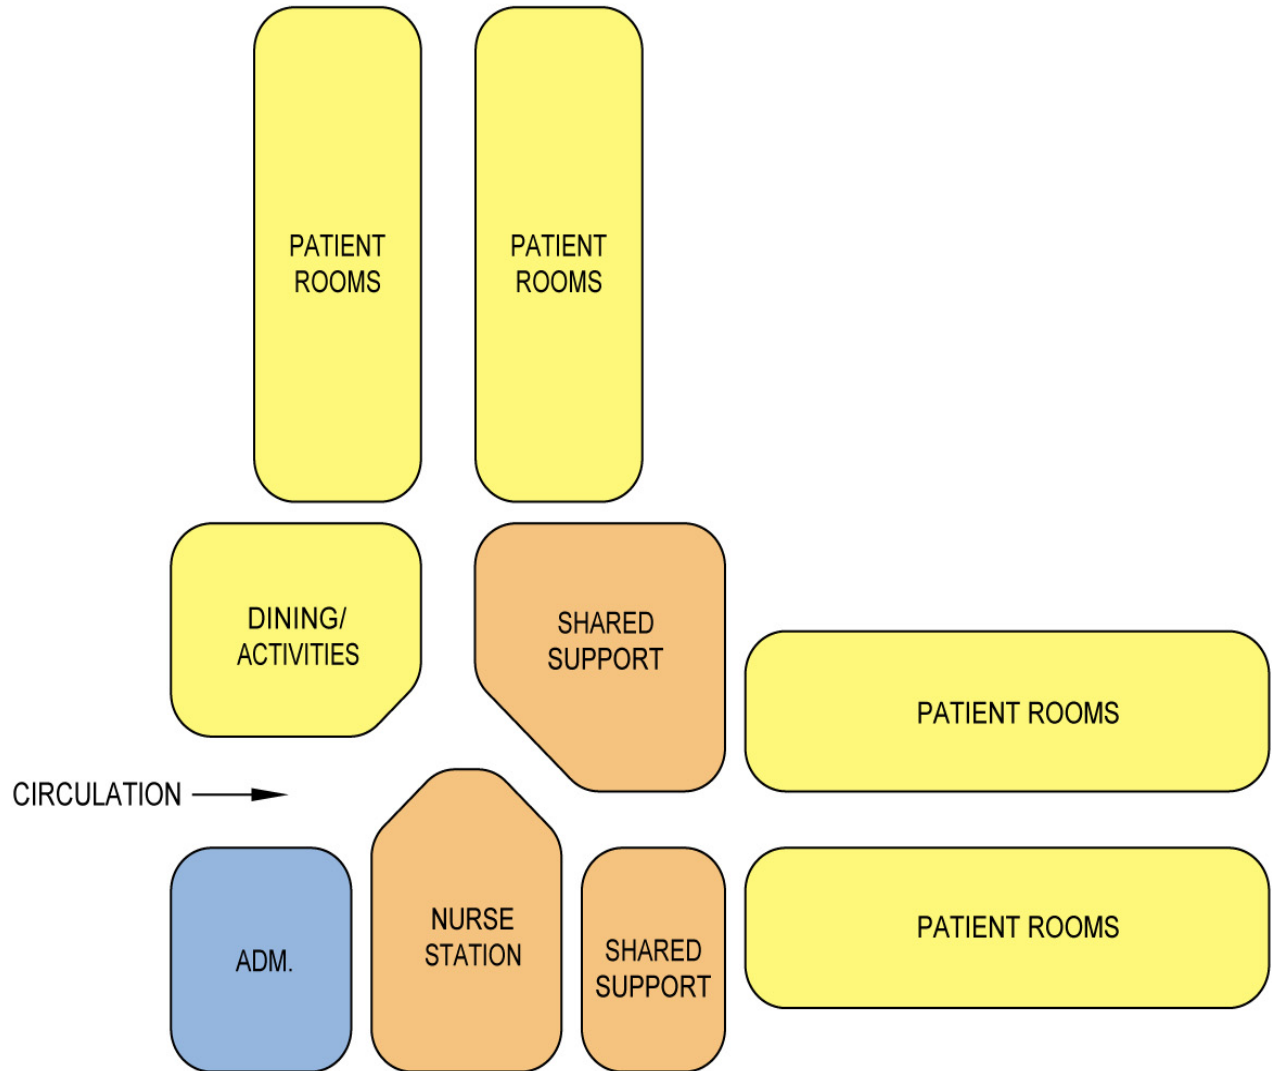 PATIENT
ROOMS
PATIENT
ROOMS
DINING/
ACTIVITIES
SHARED
SUPPORT
PATIENT ROOMS
CIRCULATION
ADM.
NURSE
STATION
SHARED
SUPPORT
PATIENT ROOMS